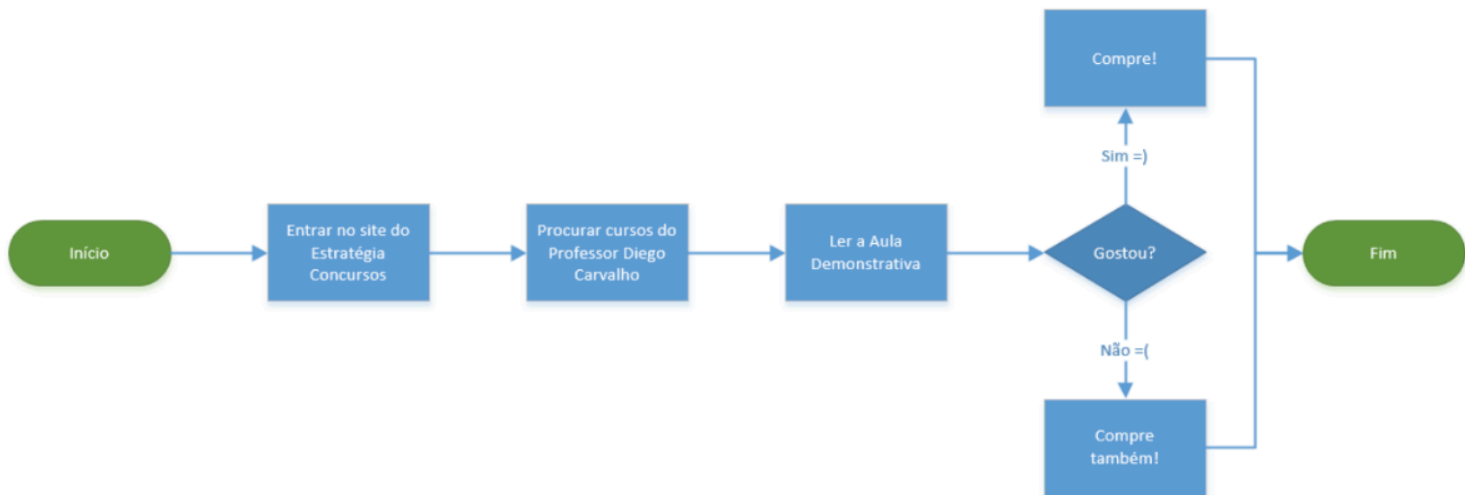 Início
Entrar no site do
Estratégia
Concursos
Procurar cursos do
Professor Diego
Carvalho
Ler a Aula
Demonstrativa
Gostou?
Sim =)
Compre!
Não =(
Compre
também!
Fim